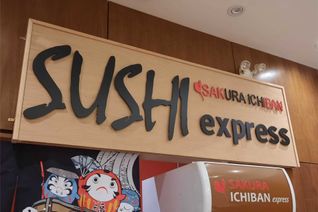 SUSHI
SAKURA ICHIBAN
express
SAKURA
ICHIBAN express